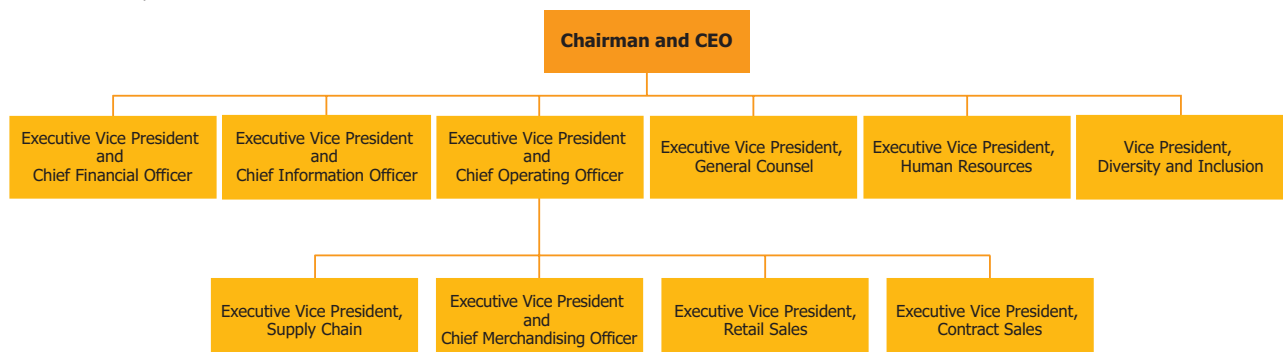 Chairman and CEO
Executive Vice President
and
Chief Financial Officer
Executive Vice President
and
Chief Information Officer
Executive Vice President
and
Chief Operating Officer
Executive Vice President,
General Counsel
Executive Vice President,
Human Resources
Vice President,
Diversity and Inclusion
Executive Vice President,
Supply Chain
Executive Vice President
and
Chief Merchandising Officer
Executive Vice President,
Retail Sales
Executive Vice President,
Contract Sales